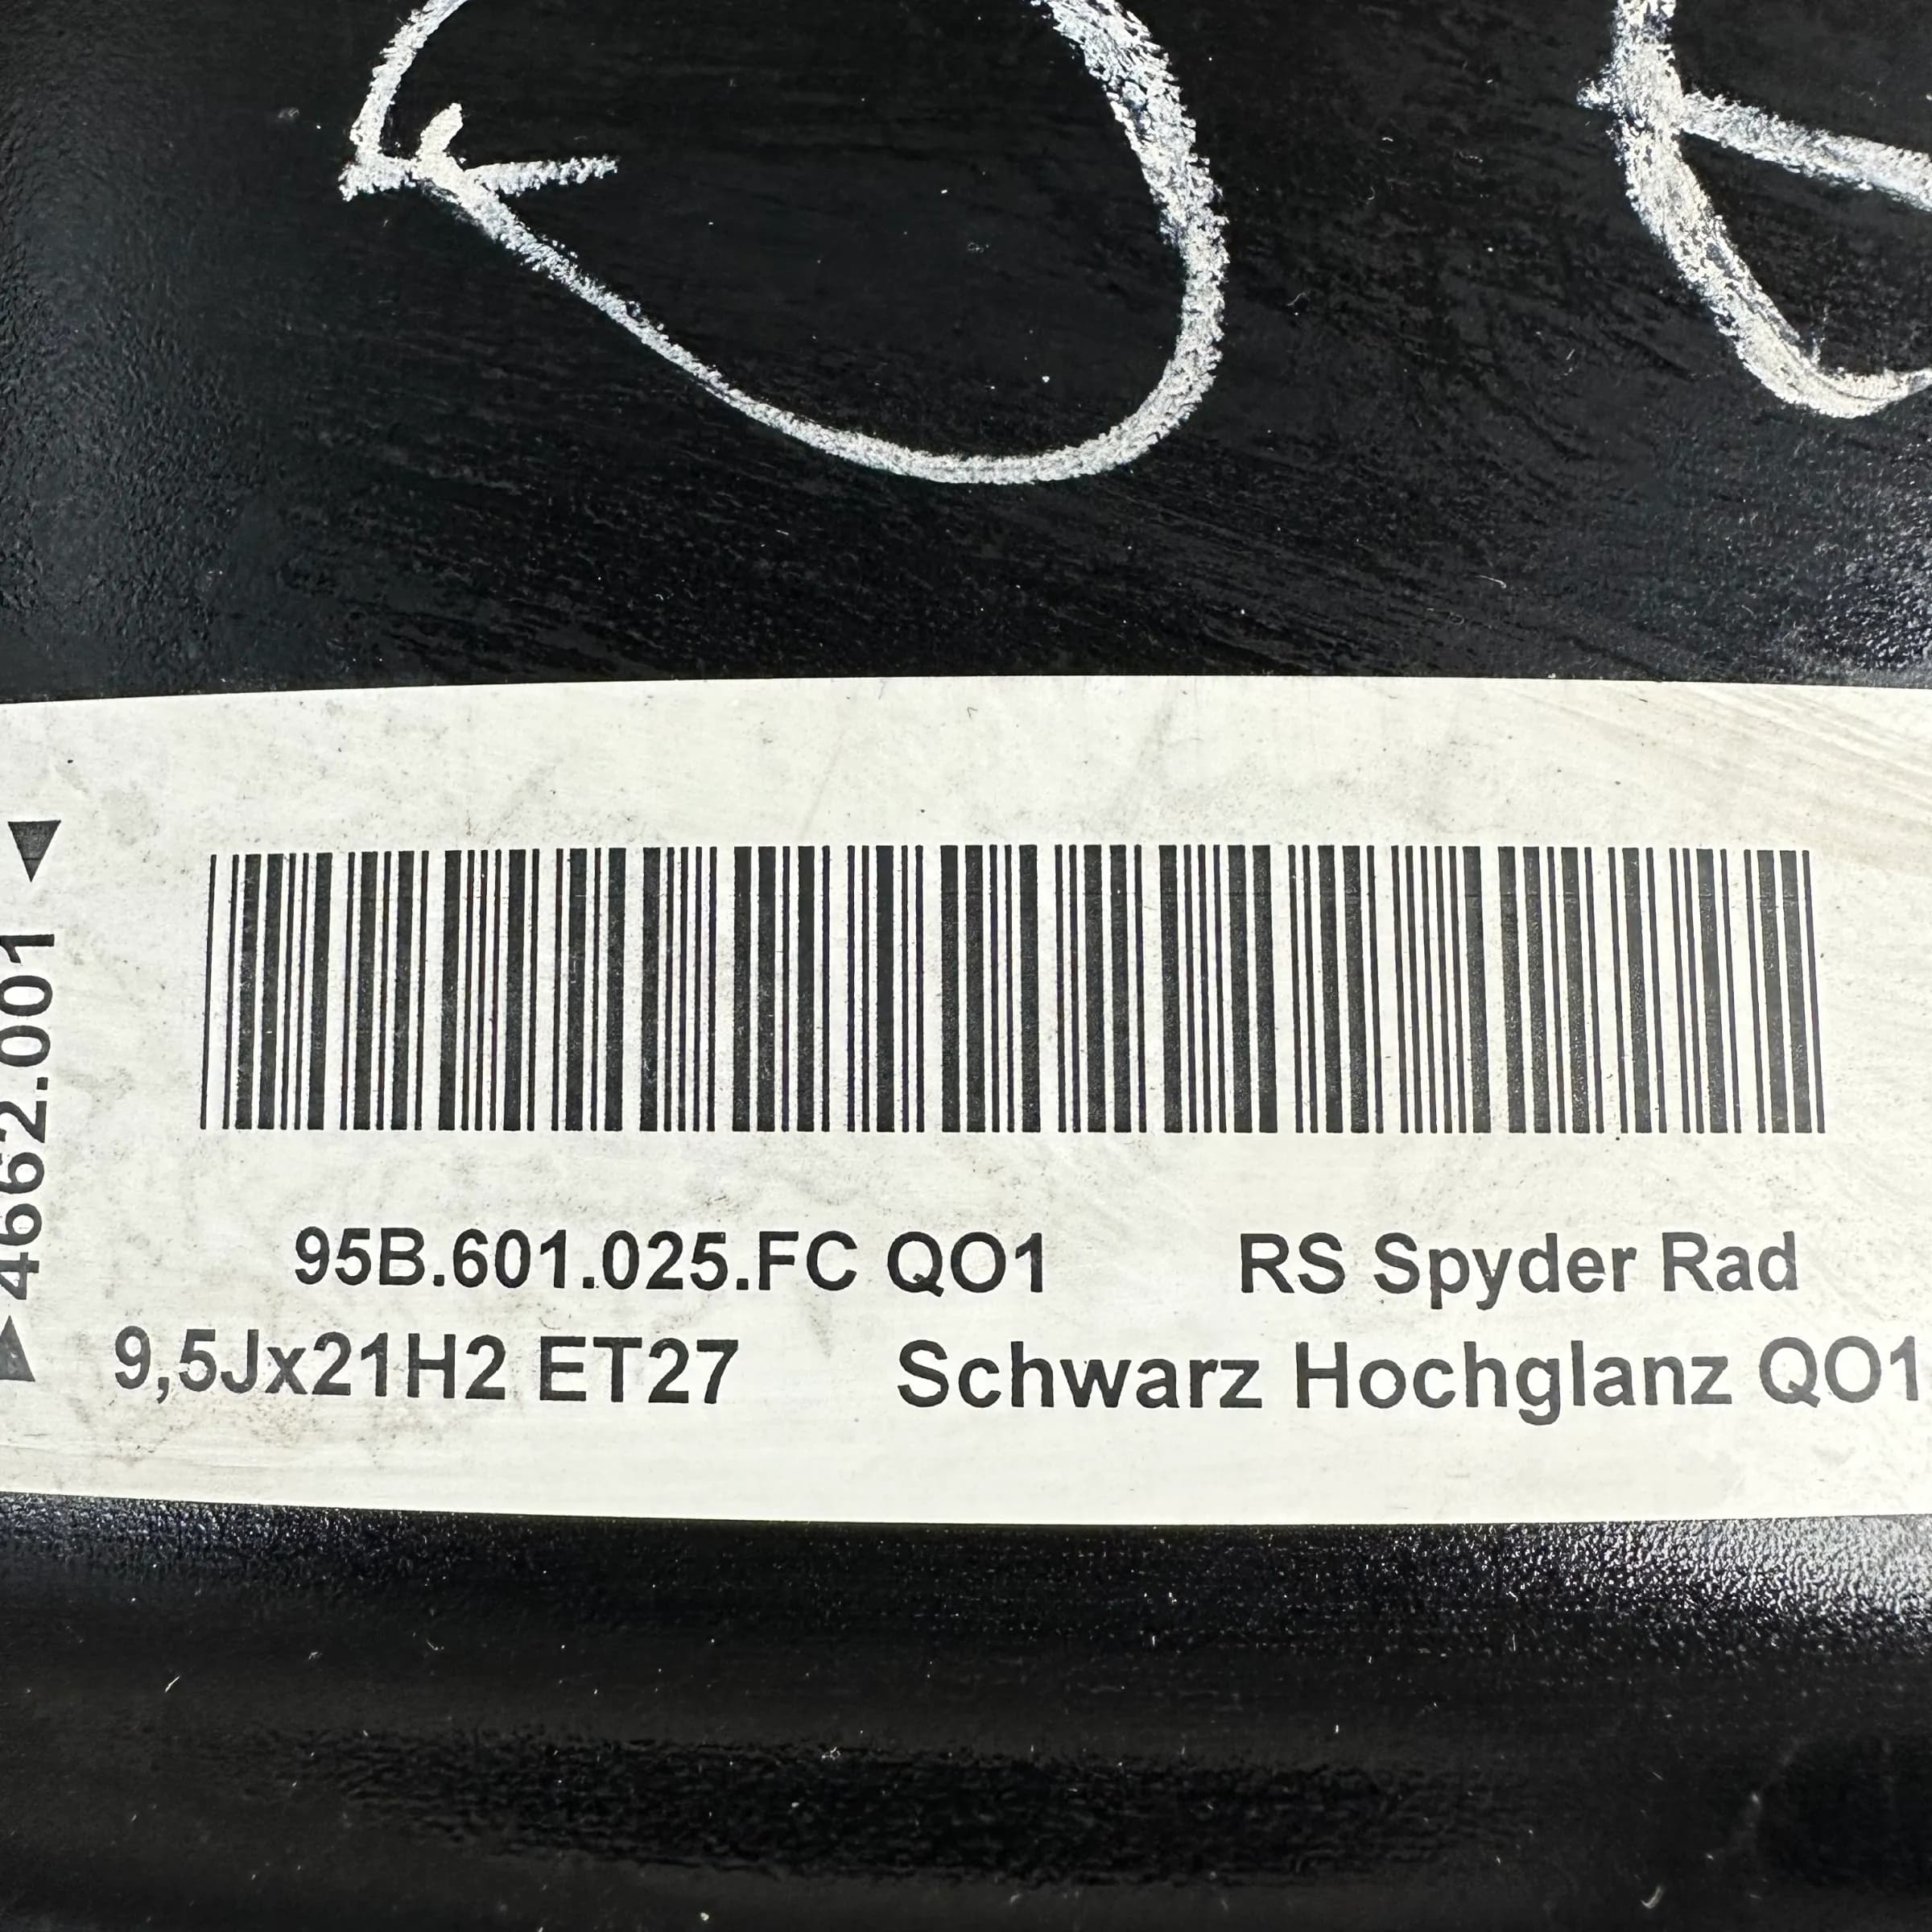 4662.001
95B.601.025.FC QO1 RS Spyder Rad
9,5Jx21H2 ET27 Schwarz Hochglanz QO1